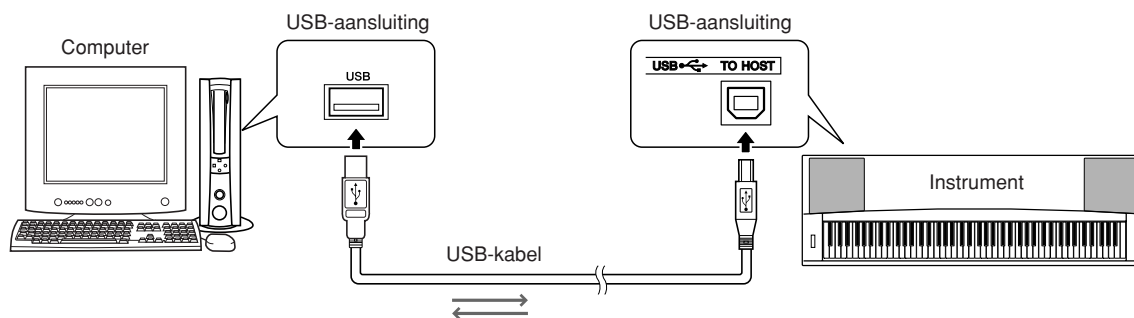 USB-aansluiting
USB-aansluiting
Computer
USB
USB TO HOST
Instrument
USB-kabel